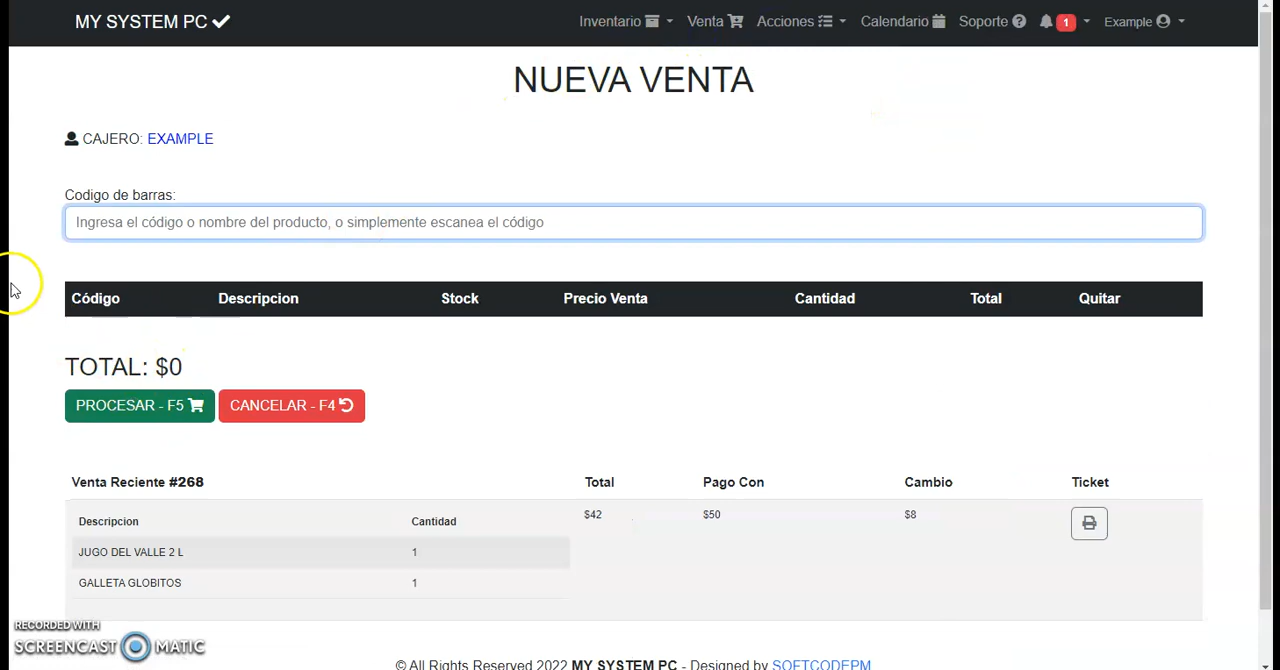 MY SYSTEM PC
Inventario Venta Acciones Calendario Soporte 1 Example
NUEVA VENTA
CAJERO: EXAMPLE
Codigo de barras:
Ingresa el código o nombre del producto, o simplemente escanea el código
Código Descripcion Stock Precio Venta Cantidad Total Quitar
TOTAL: $0
PROCESAR - F5 CANCELAR - F4
Venta Reciente #268 Total Pago Con Cambio Ticket
$42 $50 $8
Descripcion Cantidad
JUGO DEL VALLE 2 L 1
GALLETA GLOBITOS 1
RECORDED WITH
SCREENCAST MATIC
© All Rights Reserved 2022 MY SYSTEM PC - Designed by SOFTCODEPM